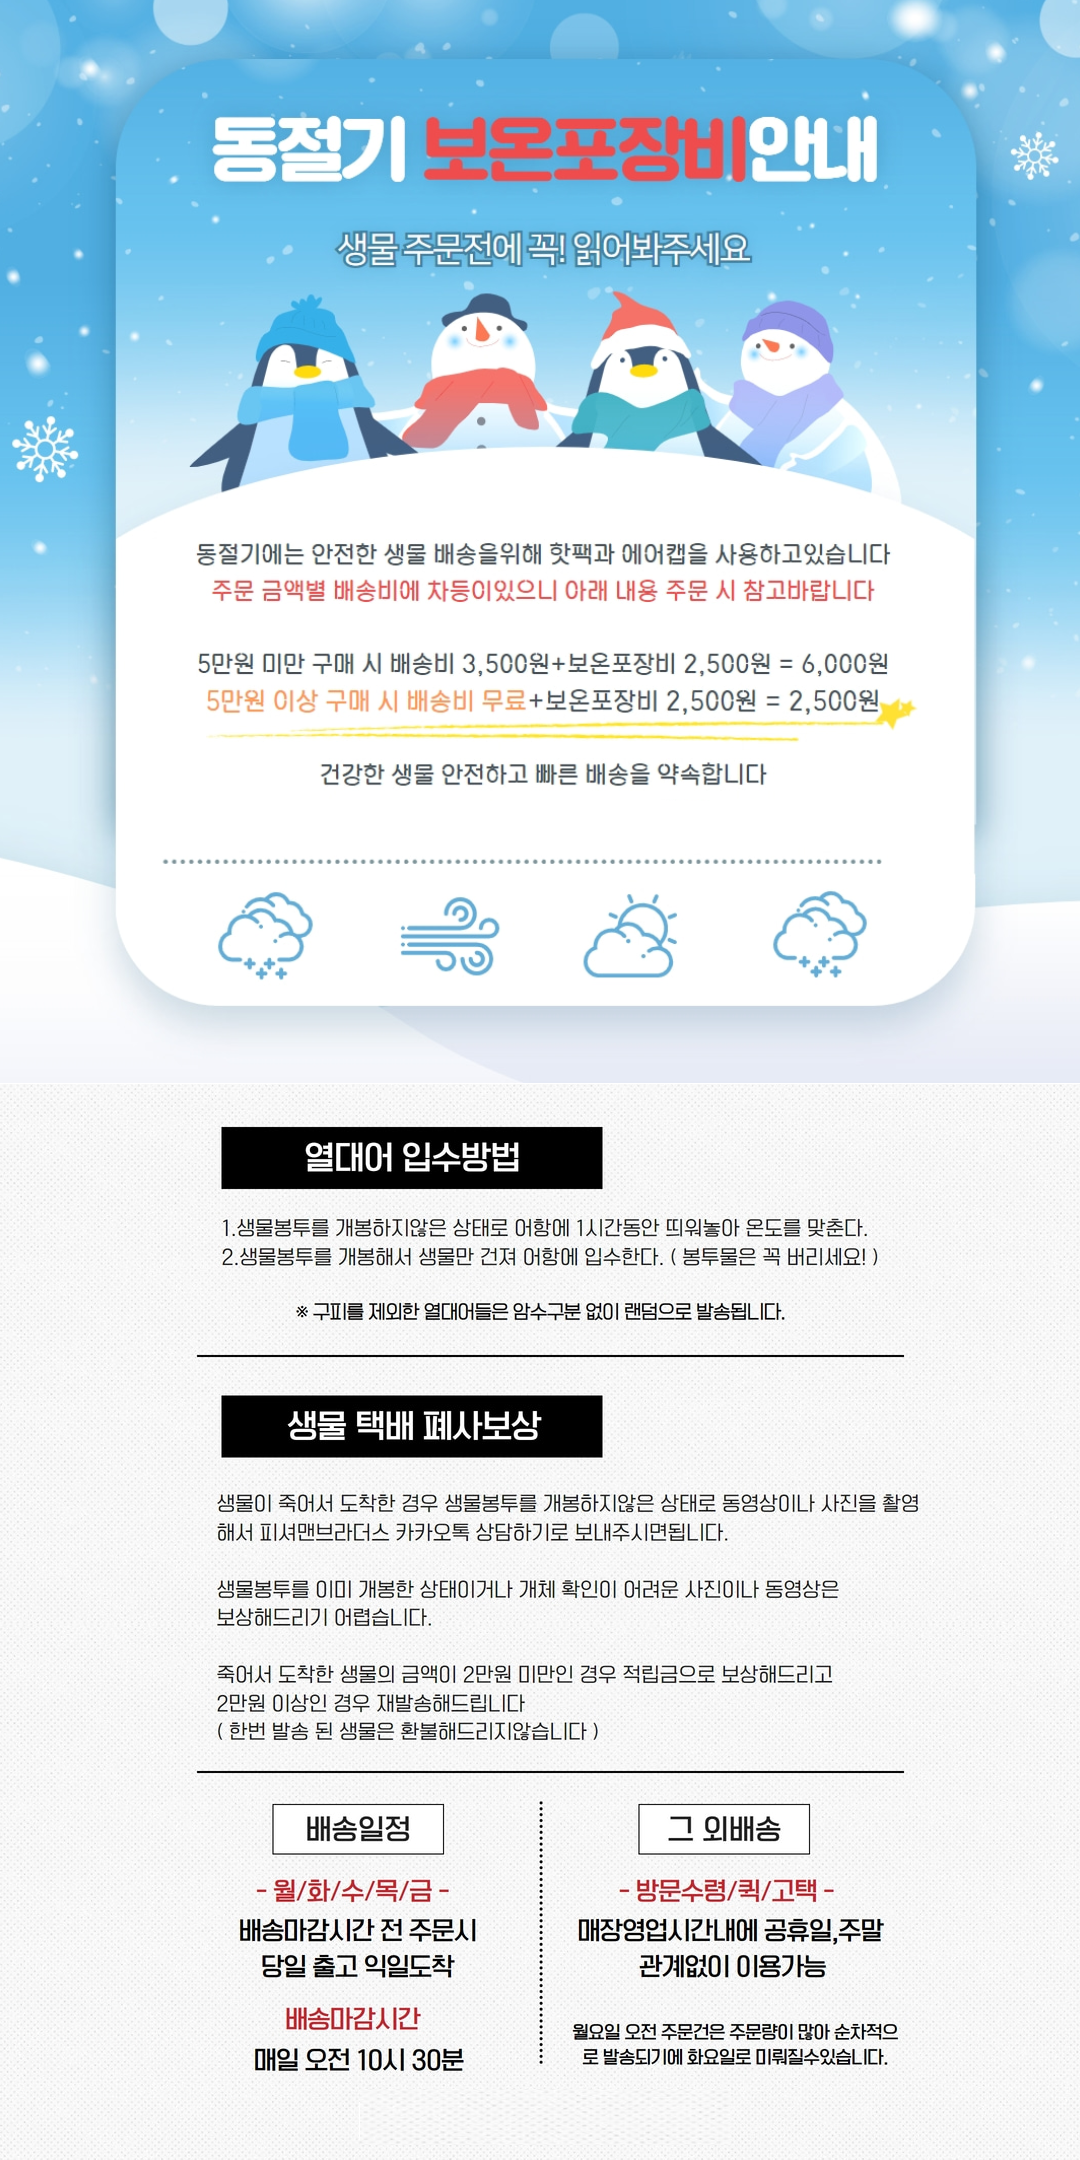 동절기 보온포장비안내
생물 주문전에 꼭! 읽어봐주세요
동절기에는 안전한 생물 배송을위해 핫팩과 에어캡을 사용하고있습니다
주문 금액별 배송비에 차등이있으니 아래 내용 주문 시 참고바랍니다
5만원 미만 구매 시 배송비 3,500원+보온포장비 2,500원 = 6,000원
5만원 이상 구매 시 배송비 무료+보온포장비 2,500원 = 2,500원
건강한 생물 안전하고 빠른 배송을 약속합니다
열대어 입수방법
1.생물봉투를 개봉하지않은 상태로 어항에 1시간동안 띄워놓아 온도를 맞춘다.
2.생물봉투를 개봉해서 생물만 건져 어항에 입수한다. ( 봉투물은 꼭 버리세요! )
※ 구피를 제외한 열대어들은 암수구분 없이 랜덤으로 발송됩니다.
생물 택배 폐사보상
생물이 죽어서 도착한 경우 생물봉투를 개봉하지않은 상태로 동영상이나 사진을 촬영
해서 피셔맨브라더스 카카오톡 상담하기로 보내주시면됩니다.
생물봉투를 이미 개봉한 상태이거나 개체 확인이 어려운 사진이나 동영상은
보상해드리기 어렵습니다.
죽어서 도착한 생물의 금액이 2만원 미만인 경우 적립금으로 보상해드리고
2만원 이상인 경우 재발송해드립니다
( 한번 발송 된 생물은 환불해드리지않습니다 )
배송일정
- 월/화/수/목/금 -
배송마감시간 전 주문시
당일 출고 익일도착
배송마감시간
매일 오전 10시 30분
그 외배송
- 방문수령/퀵/고택 -
매장영업시간내에 공휴일,주말
관계없이 이용가능
월요일 오전 주문건은 주문량이 많아 순차적으
로 발송되기에 화요일로 미뤄질수있습니다.